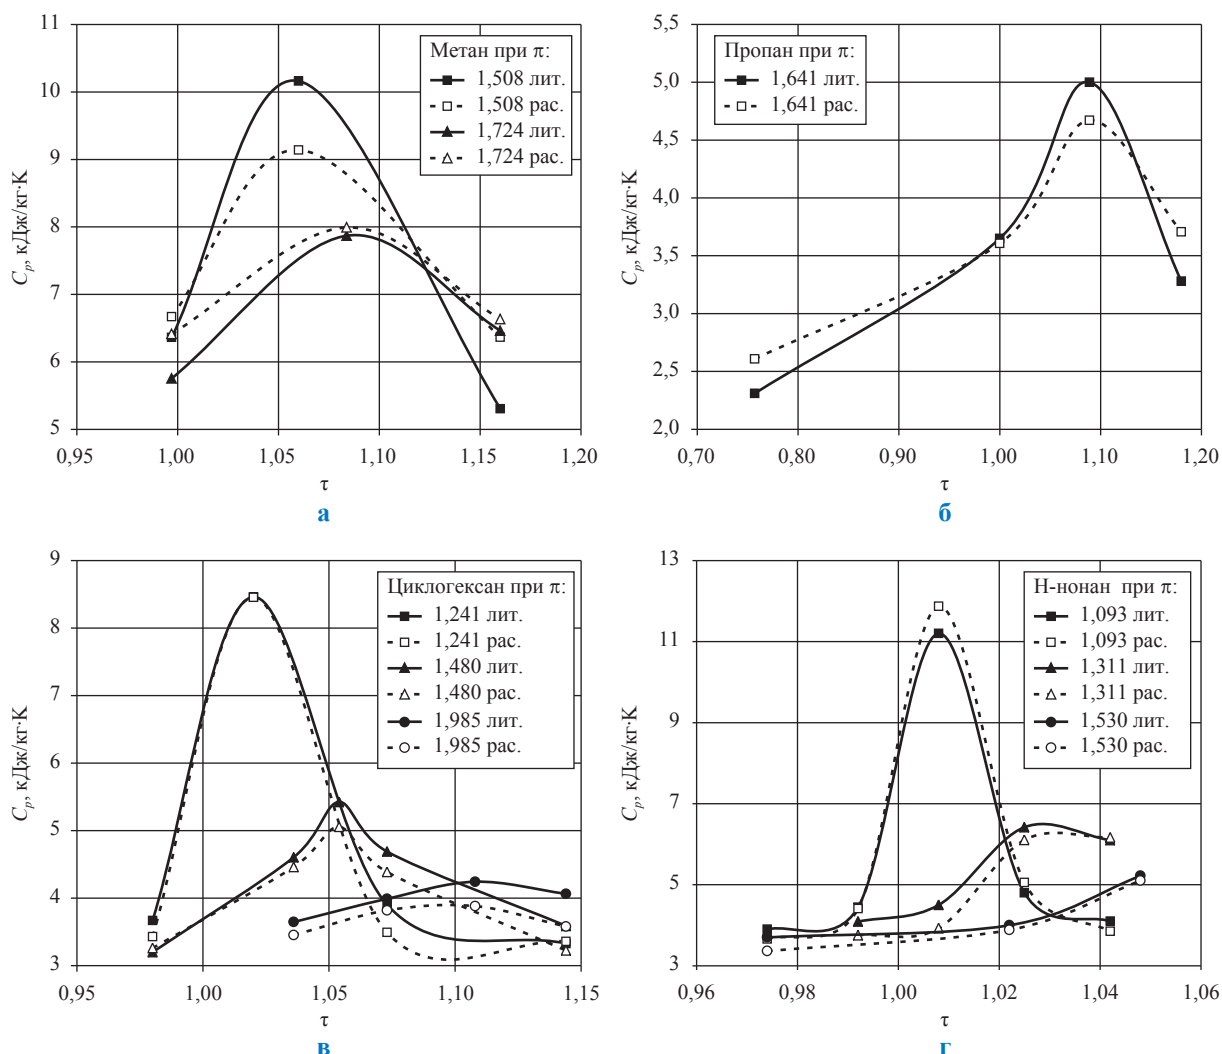 11
10
9
8
7
6
5
C_p, кДж/кг·К
0,95 1,00 1,05 1,10 1,15 1,20
τ
Метан при π:
1,508 лит.
1,508 рас.
1,724 лит.
1,724 рас.
а
5,5
5,0
4,5
4,0
3,5
3,0
2,5
2,0
C_p, кДж/кг·К
0,70 0,80 0,90 1,00 1,10 1,20
τ
Пропан при π:
1,641 лит.
1,641 рас.
б
9
8
7
6
5
4
3
C_p, кДж/кг·К
0,95 1,00 1,05 1,10 1,15
τ
Циклогексан при π:
1,241 лит.
1,241 рас.
1,480 лит.
1,480 рас.
1,985 лит.
1,985 рас.
в
13
11
9
7
5
3
C_p, кДж/кг·К
0,96 0,98 1,00 1,02 1,04 1,06
τ
Н-нонан при π:
1,093 лит.
1,093 рас.
1,311 лит.
1,311 рас.
1,530 лит.
1,530 рас.
г